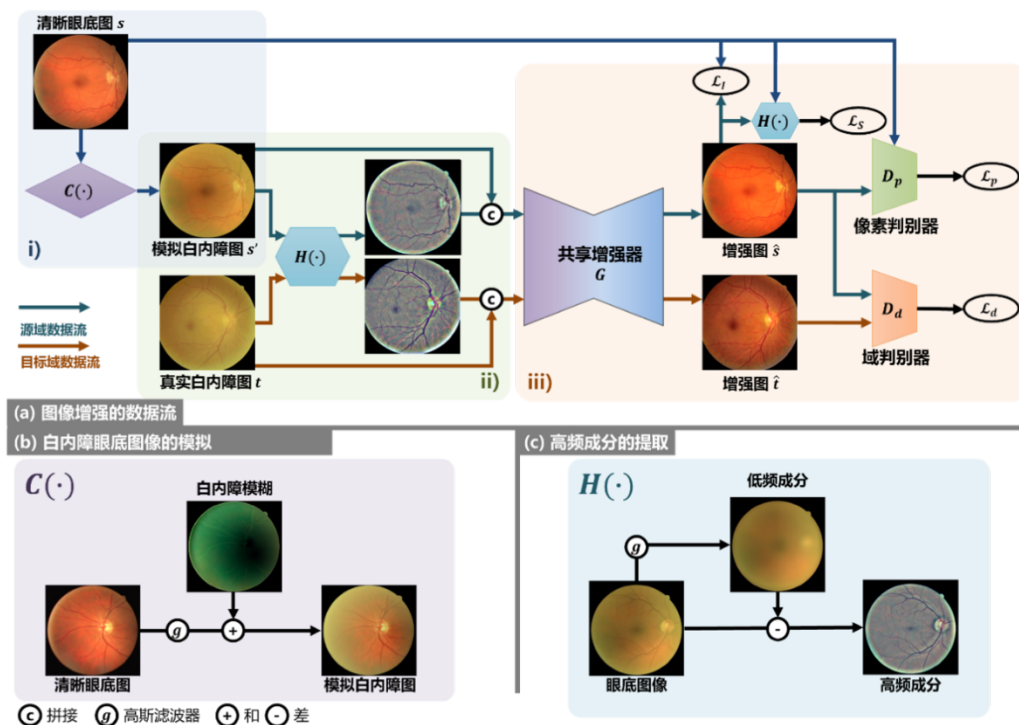 清晰眼底图 s
C(·)
i)
模拟白内障图 s′
H(·)
真实白内障图 t
源域数据流
目标域数据流
c
c
ii)
共享增强器
G
iii)
ℒ_I
H(·)
ℒ_S
增强图 ŝ
D_p
像素判别器
ℒ_p
增强图 t̂
D_d
域判别器
ℒ_d
(a) 图像增强的数据流
(b) 白内障眼底图像的模拟
C(·)
白内障模糊
g
+
清晰眼底图
模拟白内障图
c 拼接 g 高斯滤波器 + 和 - 差
(c) 高频成分的提取
H(·)
低频成分
g
-
眼底图像
高频成分